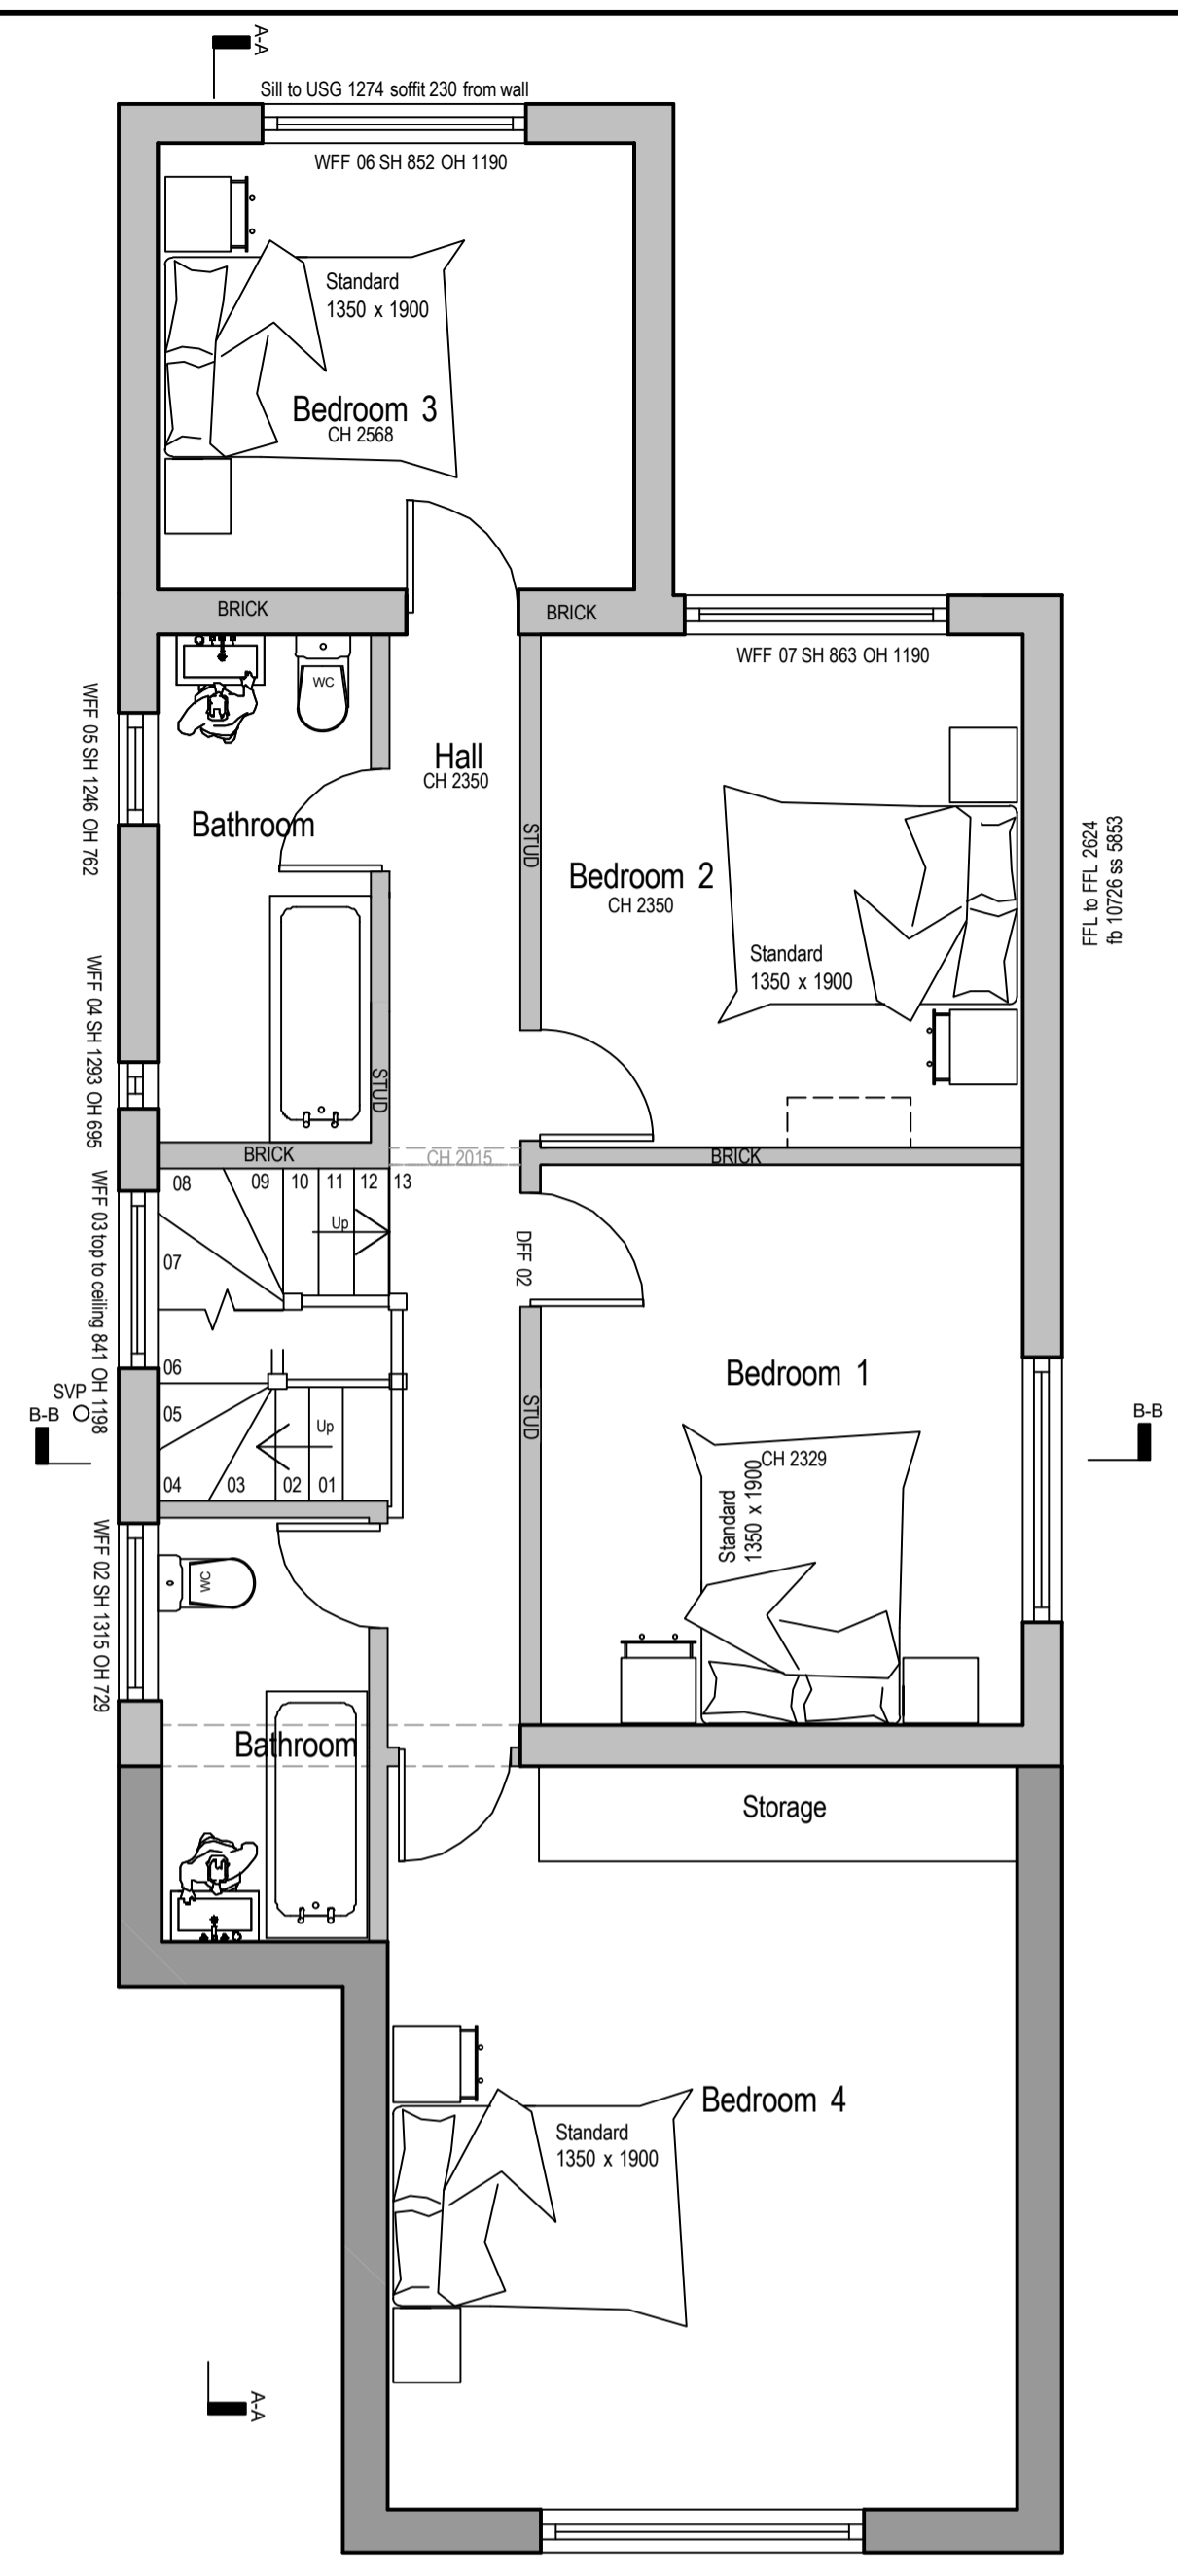 A-A
Sill to USG 1274 soffit 230 from wall
WFF 06 SH 852 OH 1190
Standard
1350 x 1900
Bedroom 3
CH 2568
BRICK
BRICK
WFF 07 SH 863 OH 1190
WC
WFF 05 SH 1246 OH 762
Hall
CH 2350
Bathroom
STUD
Bedroom 2
CH 2350
FFL to FFL 2624
fb 10726 ss 5853
Standard
1350 x 1900
WFF 04 SH 1293 OH 695
STUD
BRICK
CH 2015
BRICK
08
09
10
11
12
13
Up
07
WFF 03 top to ceiling 841 OH 1198
DFF 02
06
Bedroom 1
SVP
B-B
05
Up
STUD
B-B
CH 2329
Standard
1350 x 1900
04
03
02
01
WFF 02 SH 1315 OH 729
WC
Bathroom
Storage
Bedroom 4
Standard
1350 x 1900
A-A